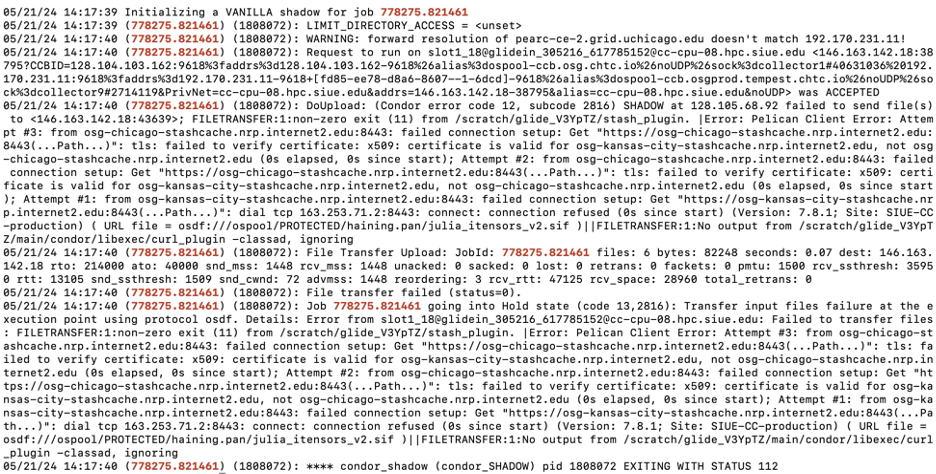 05/21/24 14:17:39 Initializing a VANILLA shadow for job 778275.821461
05/21/24 14:17:39 (778275.821461) (1808072): LIMIT_DIRECTORY_ACCESS = <unset>
05/21/24 14:17:40 (778275.821461) (1808072): WARNING: forward resolution of pearc-ce-2.grid.uchicago.edu doesn't match 192.170.231.11!
05/21/24 14:17:40 (778275.821461) (1808072): Request to run on slot1_18@glidein_305216_617785152@cc-cpu-08.hpc.siue.edu <146.163.142.18:38
795?CCBID=128.104.103.162:9618%3faddrs%3d128.104.103.162-9618%26alias%3dospool-ccb.osg.chtc.io%26noUDP%26sock%3dcollector1#40631036%20192.
170.231.11:9618%3faddrs%3d192.170.231.11-9618+[fd85-ee78-d8a6-8607--1-6dcd]-9618%26alias%3dospool-ccb.osgprod.tempest.chtc.io%26noUDP%26so
ck%3dcollector9#2714119&PrivNet=cc-cpu-08.hpc.siue.edu&addrs=146.163.142.18-38795&alias=cc-cpu-08.hpc.siue.edu&noUDP> was ACCEPTED
05/21/24 14:17:40 (778275.821461) (1808072): DoUpload: (Condor error code 12, subcode 2816) SHADOW at 128.105.68.92 failed to send file(s)
 to <146.163.142.18:43639>; FILETRANSFER:1:non-zero exit (11) from /scratch/glide_V3YpTZ/stash_plugin. |Error: Pelican Client Error: Attem
pt #3: from osg-chicago-stashcache.nrp.internet2.edu:8443: failed connection setup: Get "https://osg-chicago-stashcache.nrp.internet2.edu:
8443(...Path...)": tls: failed to verify certificate: x509: certificate is valid for osg-kansas-city-stashcache.nrp.internet2.edu, not osg
-chicago-stashcache.nrp.internet2.edu (0s elapsed, 0s since start); Attempt #2: from osg-chicago-stashcache.nrp.internet2.edu:8443: failed
 connection setup: Get "https://osg-chicago-stashcache.nrp.internet2.edu:8443(...Path...)": tls: failed to verify certificate: x509: certi
ficate is valid for osg-kansas-city-stashcache.nrp.internet2.edu, not osg-chicago-stashcache.nrp.internet2.edu (0s elapsed, 0s since start
); Attempt #1: from osg-kansas-city-stashcache.nrp.internet2.edu:8443: failed connection setup: Get "https://osg-kansas-city-stashcache.nr
p.internet2.edu:8443(...Path...)": dial tcp 163.253.71.2:8443: connect: connection refused (0s since start) (Version: 7.8.1; Site: SIUE-CC
-production) ( URL file = osdf:///ospool/PROTECTED/haining.pan/julia_itensors_v2.sif )||FILETRANSFER:1:No output from /scratch/glide_V3YpT
Z/main/condor/libexec/curl_plugin -classad, ignoring
05/21/24 14:17:40 (778275.821461) (1808072): File Transfer Upload: JobId: 778275.821461 files: 6 bytes: 82248 seconds: 0.07 dest: 146.163.
142.18 rto: 214000 ato: 40000 snd_mss: 1448 rcv_mss: 1448 unacked: 0 sacked: 0 lost: 0 retrans: 0 fackets: 0 pmtu: 1500 rcv_ssthresh: 3595
0 rtt: 13105 snd_ssthresh: 1509 snd_cwnd: 72 advmss: 1448 reordering: 3 rcv_rtt: 47125 rcv_space: 28960 total_retrans: 0
05/21/24 14:17:40 (778275.821461) (1808072): File transfer failed (status=0).
05/21/24 14:17:40 (778275.821461) (1808072): Job 778275.821461 going into Hold state (code 13,2816): Transfer input files failure at the e
xecution point using protocol osdf. Details: Error from slot1_18@glidein_305216_617785152@cc-cpu-08.hpc.siue.edu: Failed to transfer files
: FILETRANSFER:1:non-zero exit (11) from /scratch/glide_V3YpTZ/stash_plugin. |Error: Pelican Client Error: Attempt #3: from osg-chicago-st
ashcache.nrp.internet2.edu:8443: failed connection setup: Get "https://osg-chicago-stashcache.nrp.internet2.edu:8443(...Path...)": tls: fa
iled to verify certificate: x509: certificate is valid for osg-kansas-city-stashcache.nrp.internet2.edu, not osg-chicago-stashcache.nrp.in
ternet2.edu (0s elapsed, 0s since start); Attempt #2: from osg-chicago-stashcache.nrp.internet2.edu:8443: failed connection setup: Get "ht
tps://osg-chicago-stashcache.nrp.internet2.edu:8443(...Path...)": tls: failed to verify certificate: x509: certificate is valid for osg-ka
nsas-city-stashcache.nrp.internet2.edu, not osg-chicago-stashcache.nrp.internet2.edu (0s elapsed, 0s since start); Attempt #1: from osg-ka
nsas-city-stashcache.nrp.internet2.edu:8443: failed connection setup: Get "https://osg-kansas-city-stashcache.nrp.internet2.edu:8443(...Pa
th...)": dial tcp 163.253.71.2:8443: connect: connection refused (0s since start) (Version: 7.8.1; Site: SIUE-CC-production) ( URL file =
osdf:///ospool/PROTECTED/haining.pan/julia_itensors_v2.sif )||FILETRANSFER:1:No output from /scratch/glide_V3YpTZ/main/condor/libexec/curl
_plugin -classad, ignoring
05/21/24 14:17:40 (778275.821461) (1808072): **** condor_shadow (condor_SHADOW) pid 1808072 EXITING WITH STATUS 112